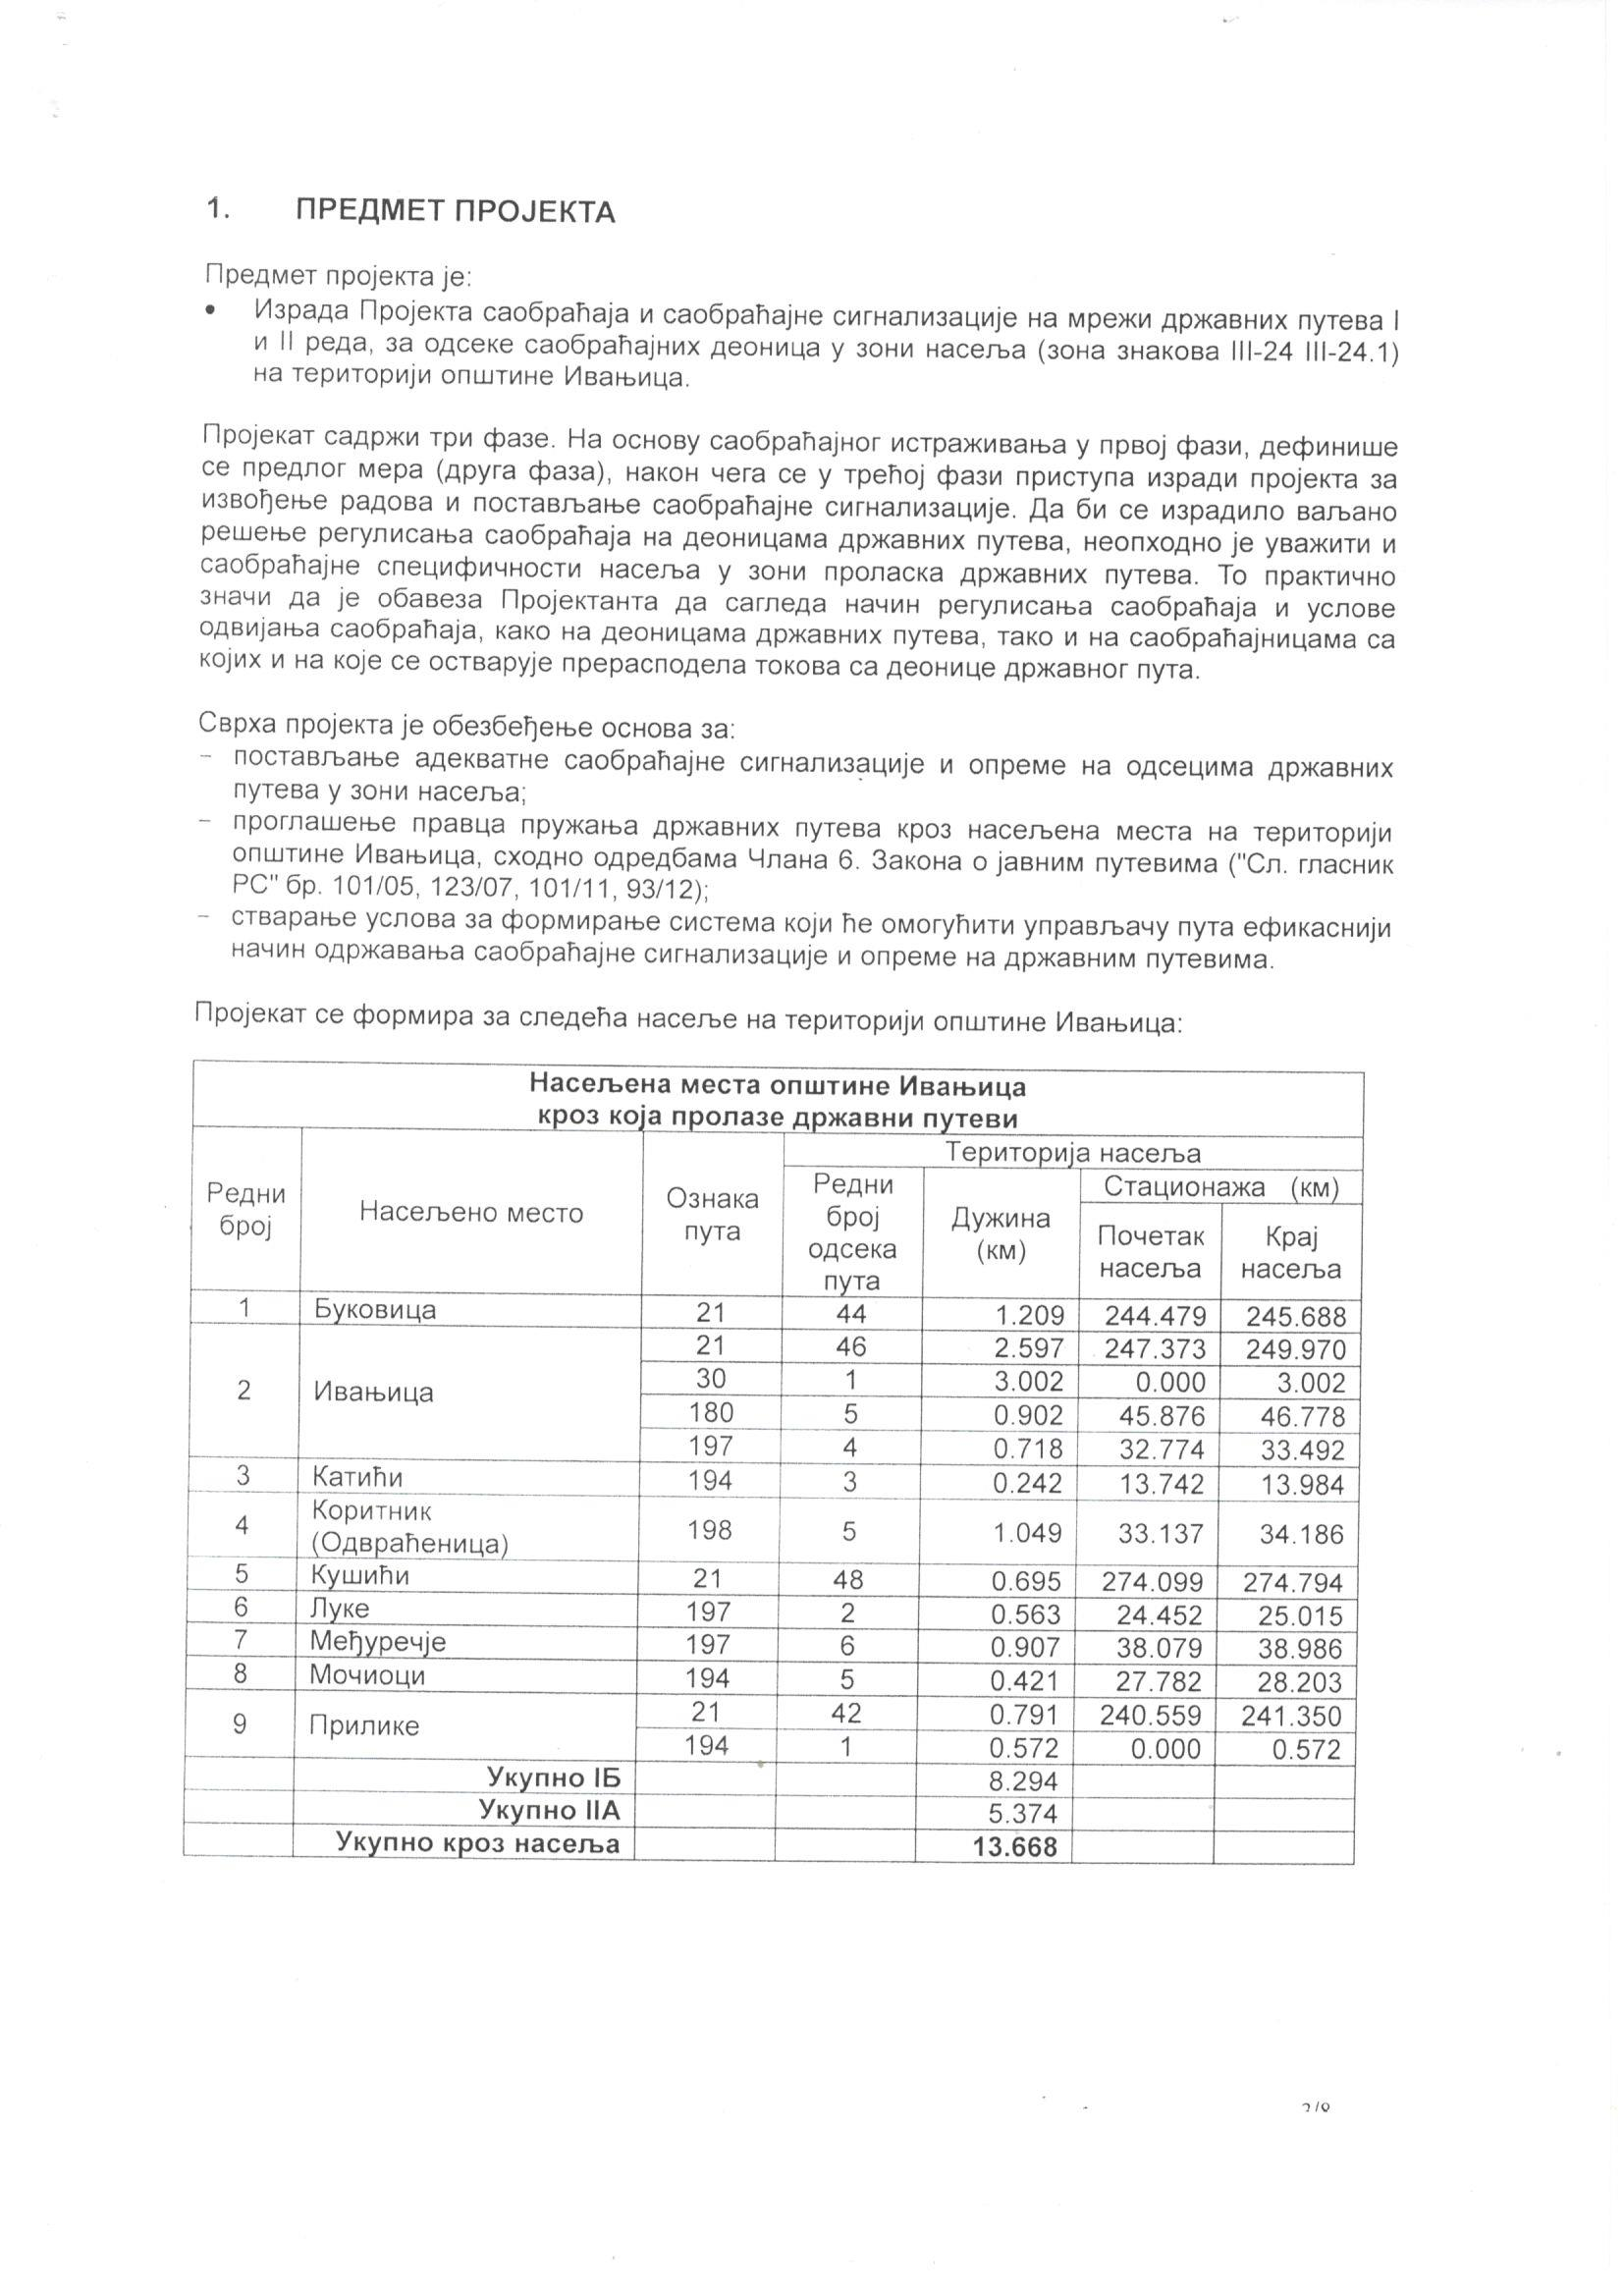 1. ПРЕДМЕТ ПРОЈЕКТА
Предмет пројекта је:
• Израда Пројекта саобраћаја и саобраћајне сигнализације на мрежи државних путева I
и II реда, за одсеке саобраћајних деоница у зони насеља (зона знакова III-24 III-24.1)
на територији општине Ивањица.
Пројекат садржи три фазе. На основу саобраћајног истраживања у првој фази, дефинише
се предлог мера (друга фаза), након чега се у трећој фази приступа изради пројекта за
извођење радова и постављање саобраћајне сигнализације. Да би се израдило ваљано
решење регулисања саобраћаја на деоницама државних путева, неопходно је уважити и
саобраћајне специфичности насеља у зони проласка државних путева. То практично
значи да је обавеза Пројектанта да сагледа начин регулисања саобраћаја и услове
одвијања саобраћаја, како на деоницама државних путева, тако и на саобраћајницама са
којих и на које се остварује прерасподела токова са деонице државног пута.
Сврха пројекта је обезбеђење основа за:
– постављање адекватне саобраћајне сигнализације и опреме на одсецима државних
путева у зони насеља;
– проглашење правца пружања државних путева кроз насељена места на територији
општине Ивањица, сходно одредбама Члана 6. Закона о јавним путевима ("Сл. гласник
РС" бр. 101/05, 123/07, 101/11, 93/12);
– стварање услова за формирање система који ће омогућити управљачу пута ефикаснији
начин одржавања саобраћајне сигнализације и опреме на државним путевима.
Пројекат се формира за следећа насеље на територији општине Ивањица:
Насељена места општине Ивањица
кроз која пролазе државни путеви
Редни број Насељено место Ознака пута Територија насеља
Редни број одсека пута Дужина (км) Стационажа (км)
Почетак насеља Крај насеља
1 Буковица 21 44 1.209 244.479 245.688
2 Ивањица 21 46 2.597 247.373 249.970
30 1 3.002 0.000 3.002
180 5 0.902 45.876 46.778
197 4 0.718 32.774 33.492
3 Катићи 194 3 0.242 13.742 13.984
4 Коритник (Одвраћеница) 198 5 1.049 33.137 34.186
5 Кушићи 21 48 0.695 274.099 274.794
6 Луке 197 2 0.563 24.452 25.015
7 Међуречје 197 6 0.907 38.079 38.986
8 Мочиоци 194 5 0.421 27.782 28.203
9 Прилике 21 42 0.791 240.559 241.350
194 1 0.572 0.000 0.572
Укупно IБ 8.294
Укупно IIА 5.374
Укупно кроз насеља 13.668